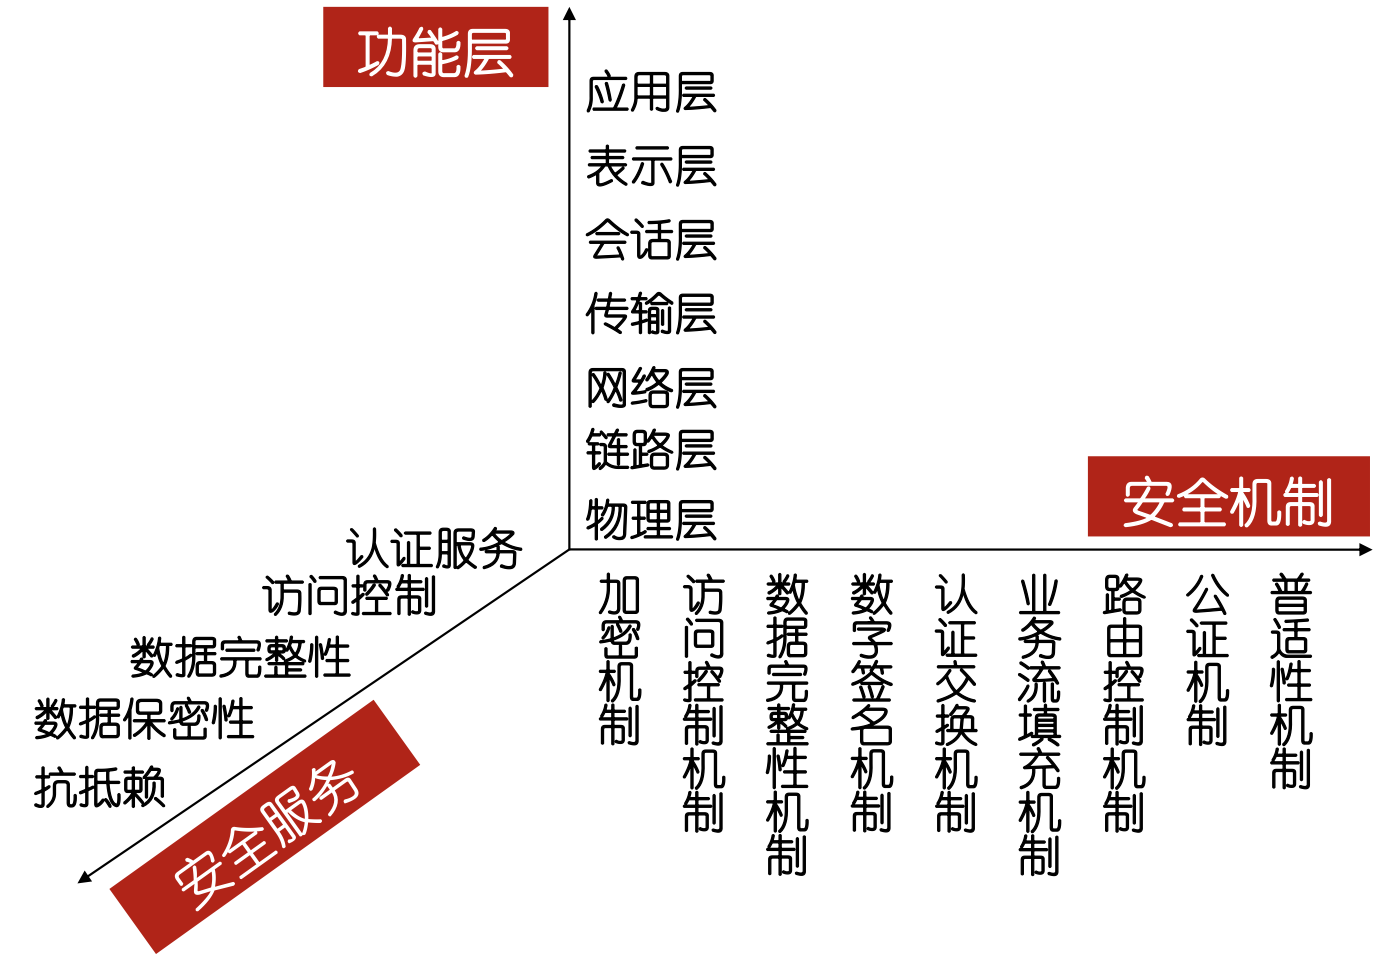 功能层
应用层
表示层
会话层
传输层
网络层
链路层
物理层
安全机制
加密机制
访问控制机制
数据完整性机制
数字签名机制
认证交换机制
业务流填充机制
路由控制机制
公证机制
普适性机制
认证服务
访问控制
数据完整性
数据保密性
抗抵赖
安全服务